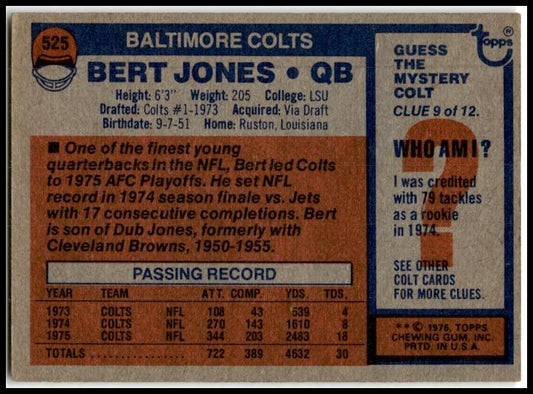 525
BALTIMORE COLTS
BERT JONES • QB
Height: 6'3" Weight: 205 College: LSU
Drafted: Colts #1-1973 Acquired: Via Draft
Birthdate: 9-7-51 Home: Ruston, Louisiana
■ One of the finest young
quarterbacks in the NFL, Bert led Colts
to 1975 AFC Playoffs. He set NFL
record in 1974 season finale vs. Jets
with 17 consecutive completions. Bert
is son of Dub Jones, formerly with
Cleveland Browns, 1950-1955.
PASSING RECORD
YEAR TEAM ATT. COMP. YDS. TDS.
1973 COLTS NFL 108 43 539 4
1974 COLTS NFL 270 143 1610 8
1975 COLTS NFL 344 203 2483 18
TOTALS 722 389 4632 30
topps
GUESS
THE
MYSTERY
COLT
CLUE 9 of 12.
?
WHO AM I?
I was credited
with 79 tackles
as a rookie
in 1974.
SEE OTHER
COLT CARDS
FOR MORE CLUES.
** © 1976, TOPPS
CHEWING GUM, INC.
PRTD. IN U.S.A.